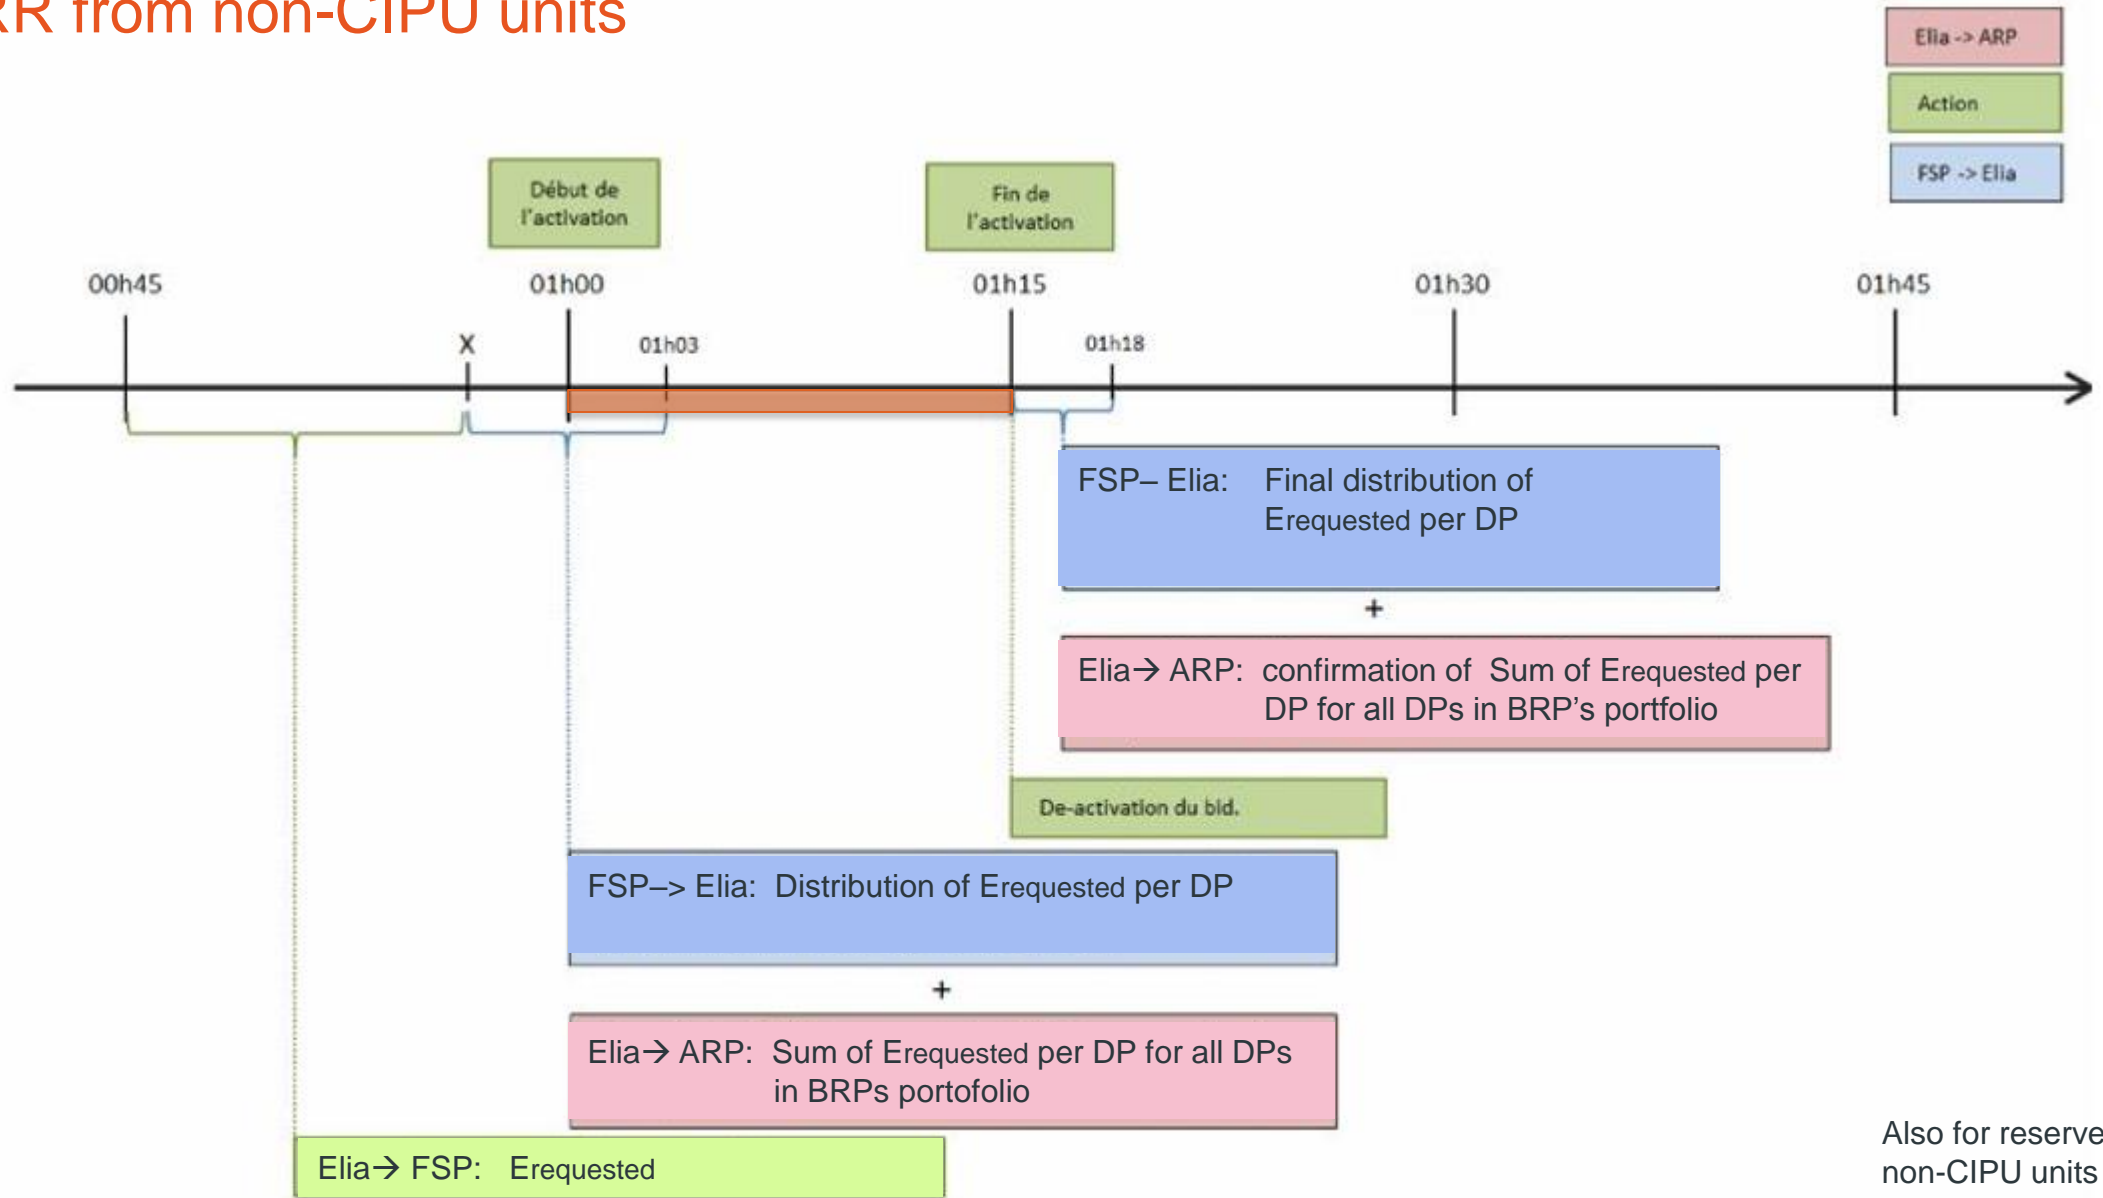 RR from non-CIPU units
Elia -> ARP
Action
FSP -> Elia
Début de
l'activation
Fin de
l'activation
00h45
01h00
01h15
01h30
01h45
X
01h03
01h18
FSP– Elia: Final distribution of
Erequested per DP
+
Elia→ ARP: confirmation of Sum of Erequested per
DP for all DPs in BRP’s portfolio
De-activation du bid.
FSP–> Elia: Distribution of Erequested per DP
+
Elia→ ARP: Sum of Erequested per DP for all DPs
in BRPs portofolio
Elia→ FSP: Erequested
Also for reserve
non-CIPU units